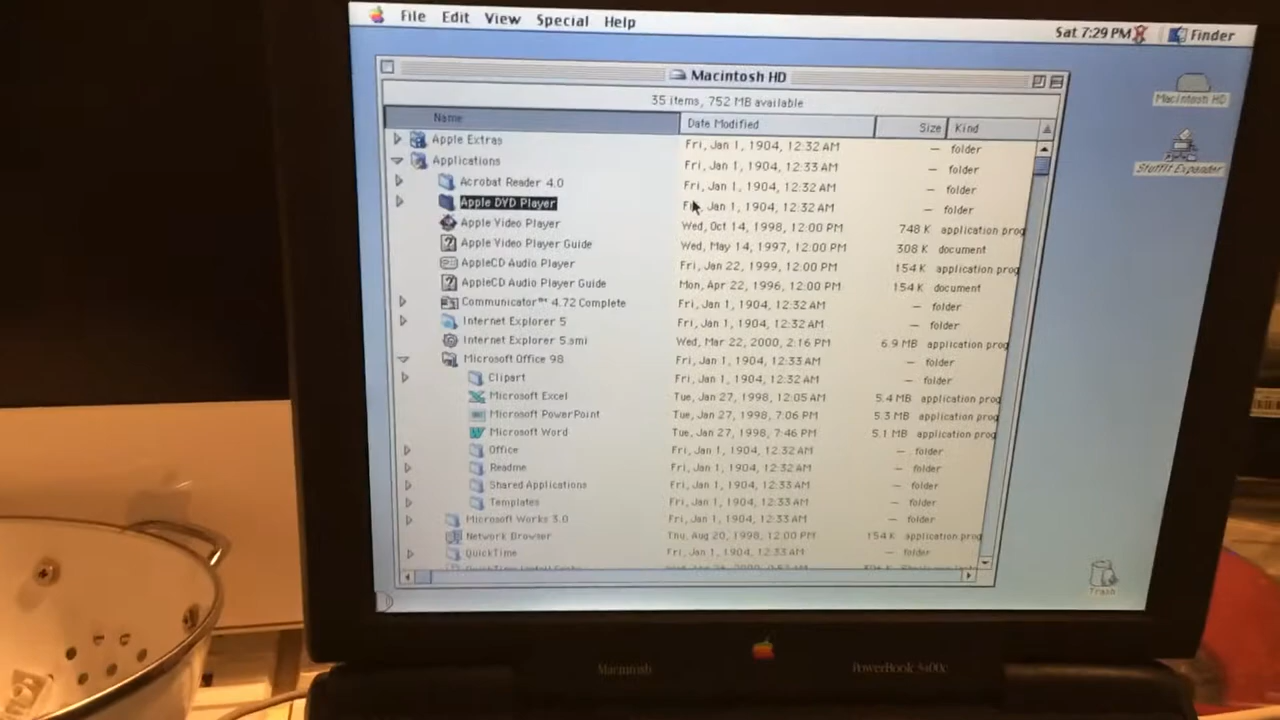 File Edit View Special Help
Sat 7:29 PM Finder
Macintosh HD
35 items, 752 MB available
Name Date Modified Size Kind
Apple Extras Fri, Jan 1, 1904, 12:32 AM — folder
Applications Fri, Jan 1, 1904, 12:33 AM — folder
Acrobat Reader 4.0 Fri, Jan 1, 1904, 12:32 AM — folder
Apple DVD Player Jan 1, 1904, 12:32 AM — folder
Apple Video Player Wed, Oct 14, 1998, 12:00 PM 748 K application prog
Apple Video Player Guide Wed, May 14, 1997, 12:00 PM 308 K document
AppleCD Audio Player Fri, Jan 22, 1999, 12:00 PM 154 K application prog
AppleCD Audio Player Guide Mon, Apr 22, 1996, 12:00 PM 154 K document
Communicator™ 4.72 Complete Fri, Jan 1, 1904, 12:32 AM — folder
Internet Explorer 5 Fri, Jan 1, 1904, 12:32 AM — folder
Internet Explorer 5.smi Wed, Mar 22, 2000, 2:16 PM 6.9 MB application prog
Microsoft Office 98 Fri, Jan 1, 1904, 12:33 AM — folder
Clipart Fri, Jan 1, 1904, 12:32 AM — folder
Microsoft Excel Tue, Jan 27, 1998, 12:05 AM 5.4 MB application prog
Microsoft PowerPoint Tue, Jan 27, 1998, 7:06 PM 5.3 MB application prog
Microsoft Word Tue, Jan 27, 1998, 7:46 PM 5.1 MB application prog
Office Fri, Jan 1, 1904, 12:32 AM — folder
Readme Fri, Jan 1, 1904, 12:32 AM — folder
Shared Applications Fri, Jan 1, 1904, 12:33 AM — folder
Templates Fri, Jan 1, 1904, 12:33 AM — folder
Microsoft Works 3.0 Fri, Jan 1, 1904, 12:33 AM — folder
Network Browser Thu, Aug 20, 1998, 12:00 PM 154 K application prog
QuickTime Fri, Jan 1, 1904, 12:33 AM — folder
Macintosh HD
StuffIt Expander
Trash
Macintosh PowerBook 3400c